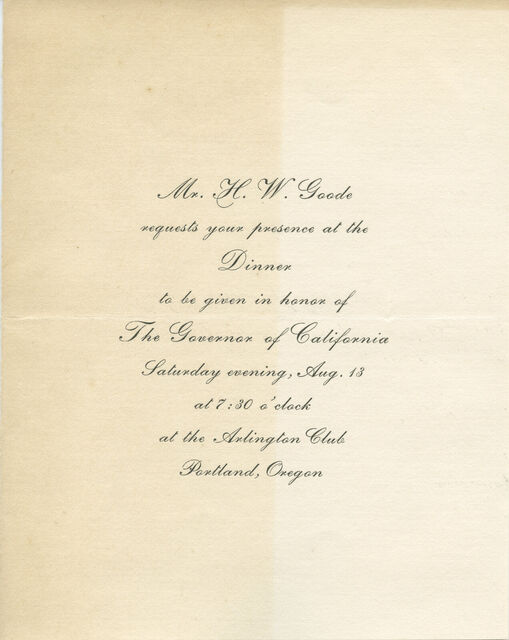 Mr. H. W. Goode
requests your presence at the
Dinner
to be given in honor of
The Governor of California
Saturday evening, Aug. 13
at 7:30 o'clock
at the Arlington Club
Portland, Oregon